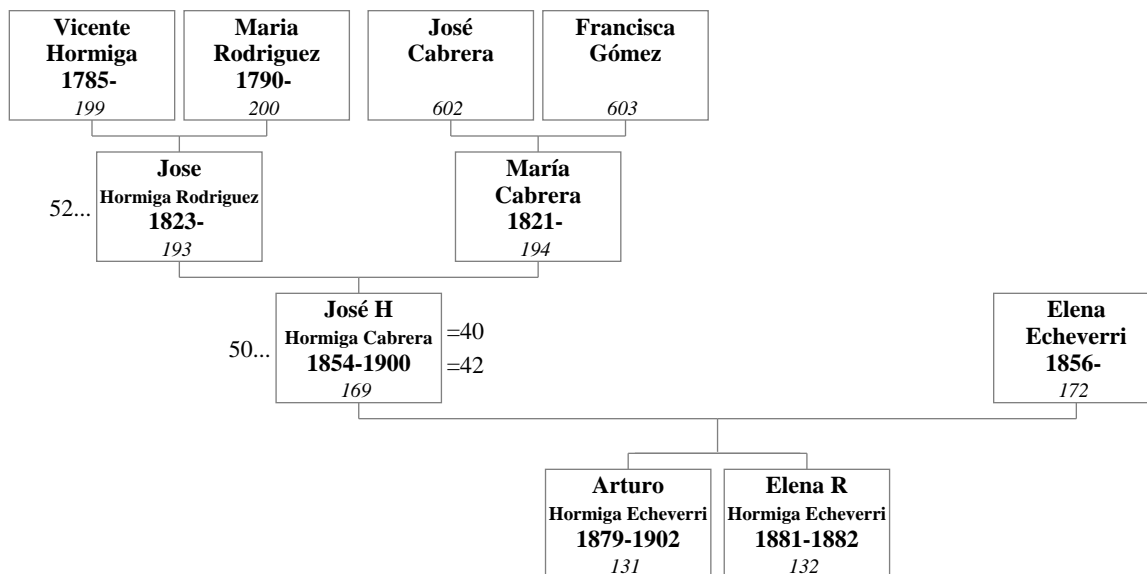 Vicente
Hormiga
1785-
199
Maria
Rodriguez
1790-
200
José
Cabrera
602
Francisca
Gómez
603
52...
Jose
Hormiga Rodriguez
1823-
193
María
Cabrera
1821-
194
50...
José H
Hormiga Cabrera
1854-1900
169
=40
=42
Elena
Echeverri
1856-
172
Arturo
Hormiga Echeverri
1879-1902
131
Elena R
Hormiga Echeverri
1881-1882
132